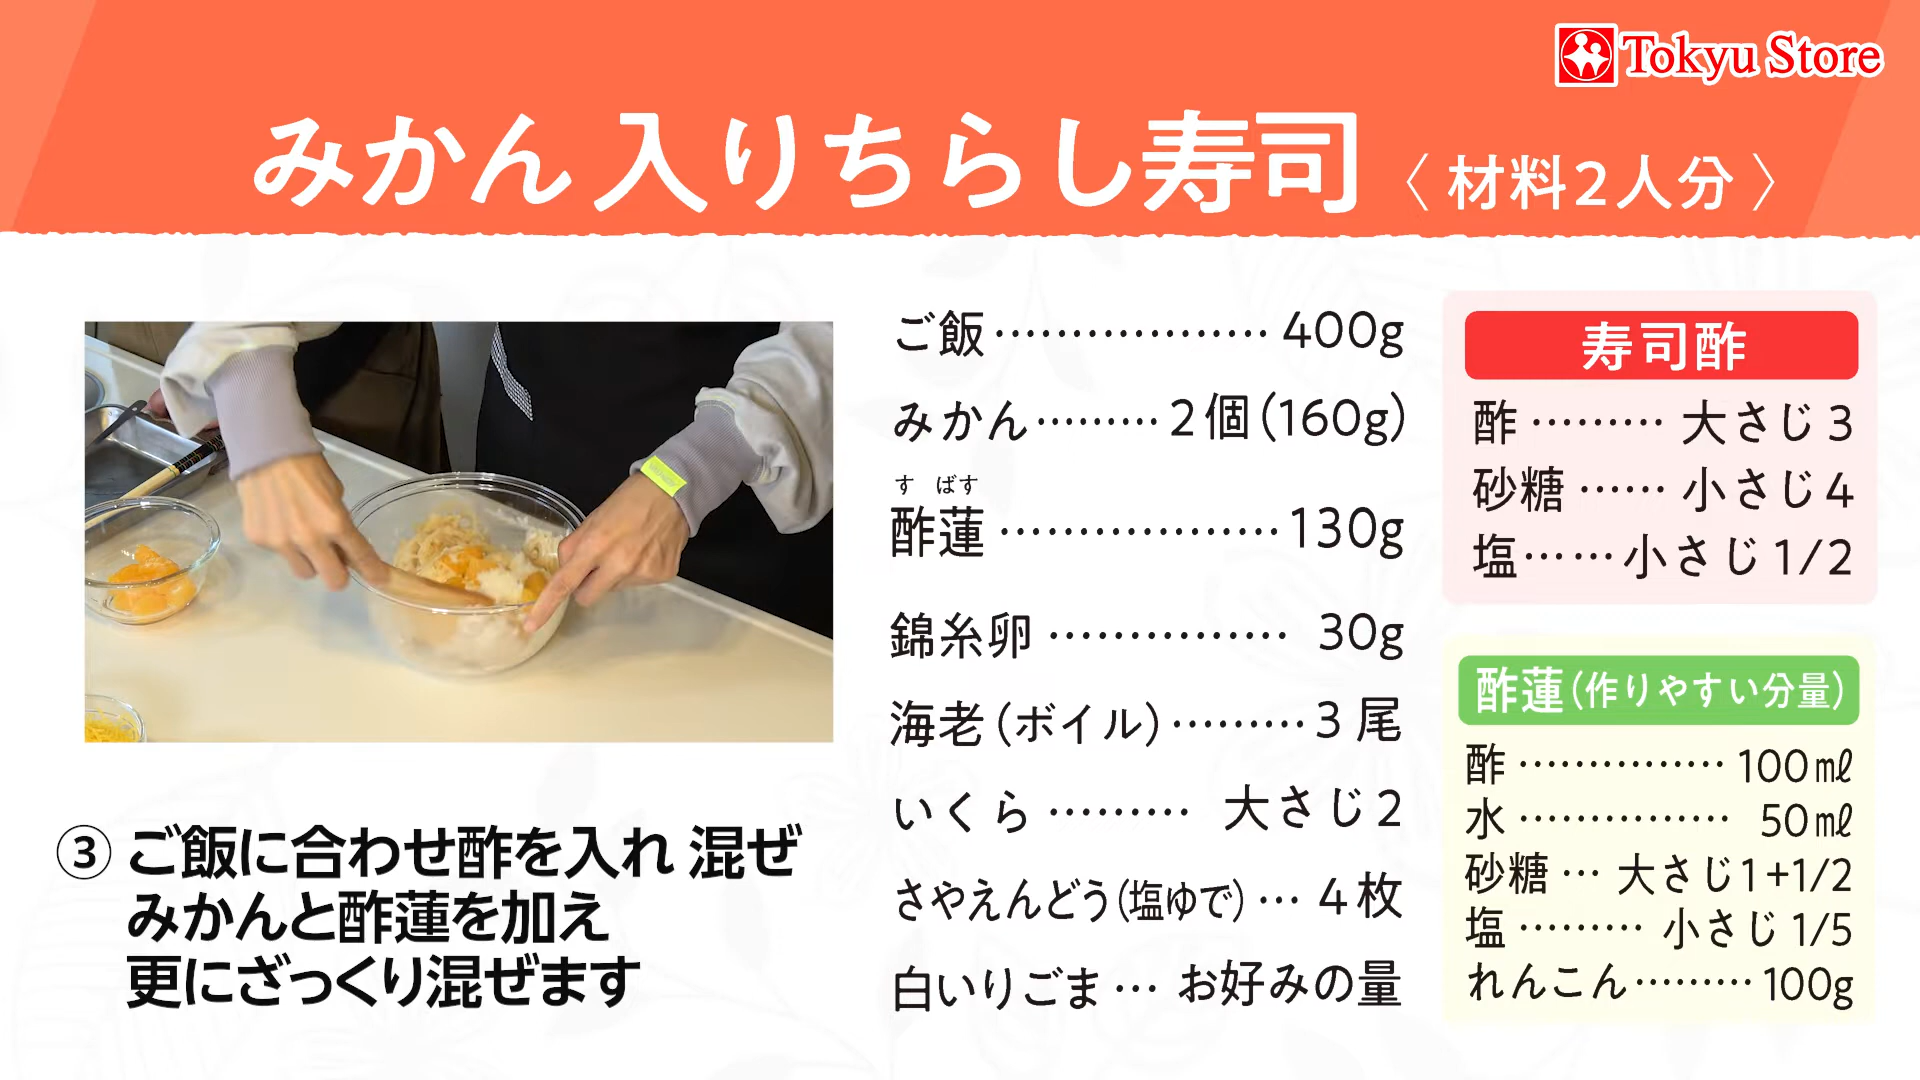 Tokyu Store
みかん入りちらし寿司〈材料2人分〉
ご飯………………400g
みかん………2個(160g)
す ばす
酢蓮………………130g
錦糸卵……………30g
海老(ボイル)………3尾
いくら………大さじ2
さやえんどう(塩ゆで)…4枚
白いりごま…お好みの量
寿司酢
酢………大さじ3
砂糖……小さじ4
塩……小さじ1/2
酢蓮(作りやすい分量)
酢……………100㎖
水……………50㎖
砂糖…大さじ1+1/2
塩………小さじ1/5
れんこん………100g
③ご飯に合わせ酢を入れ 混ぜ
みかんと酢蓮を加え
更にざっくり混ぜます